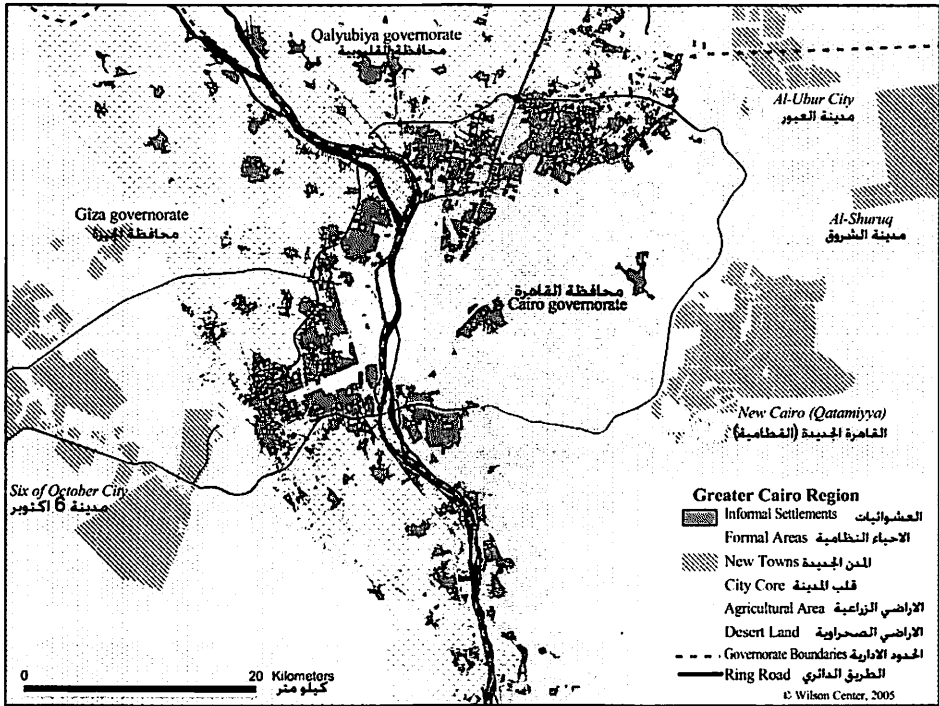 Qalyubiya governorate
محافظة القليوبية
Al-Ubur City
مدينة العبور
Gîza governorate
محافظة الجيزة
Al-Shuruq
مدينة الشروق
محافظة القاهرة
Cairo governorate
New Cairo (Qatamiyya)
القاهرة الجديدة (القطامية)
Six of October City
مدينة 6 اكتوبر
Greater Cairo Region
Informal Settlements العشوائيات
Formal Areas الاحياء النظامية
New Towns المدن الجديدة
City Core قلب المدينة
Agricultural Area الاراضي الزراعية
Desert Land الاراضي الصحراوية
Governorate Boundaries الحدود الادارية
Ring Road الطريق الدائري
© Wilson Center, 2005
0 20 Kilometers
كيلو متر